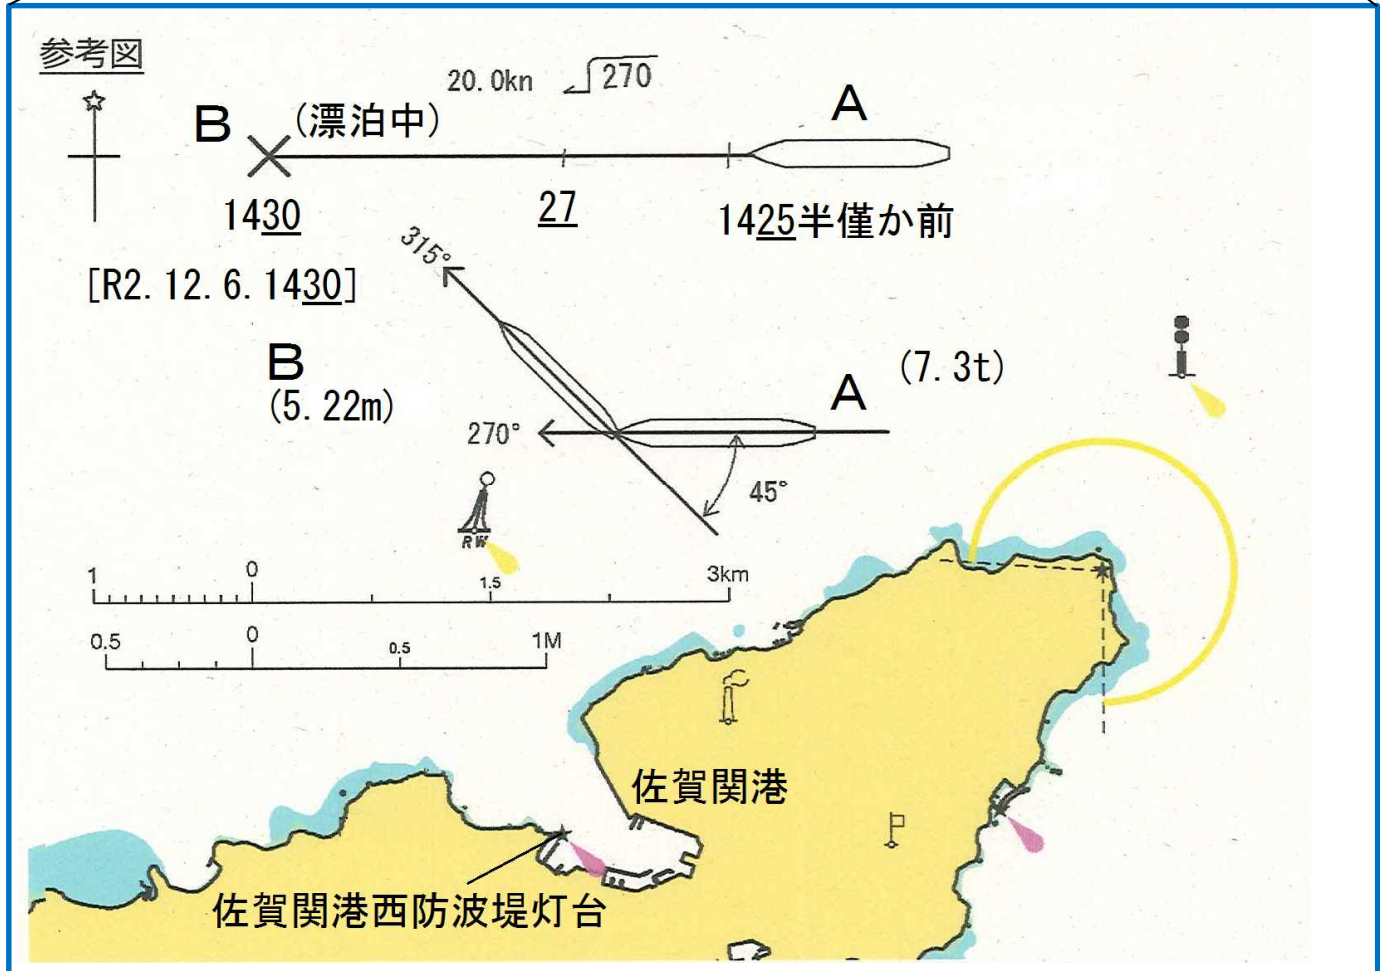 参考図
20.0kn 270
B (漂泊中) A
1430 27 1425半僅か前
315°
[R2.12.6.1430]
B
(5.22m)
A (7.3t)
270°
45°
RW
1 0 1.5 3km
0.5 0 0.5 1M
佐賀関港
佐賀関港西防波堤灯台